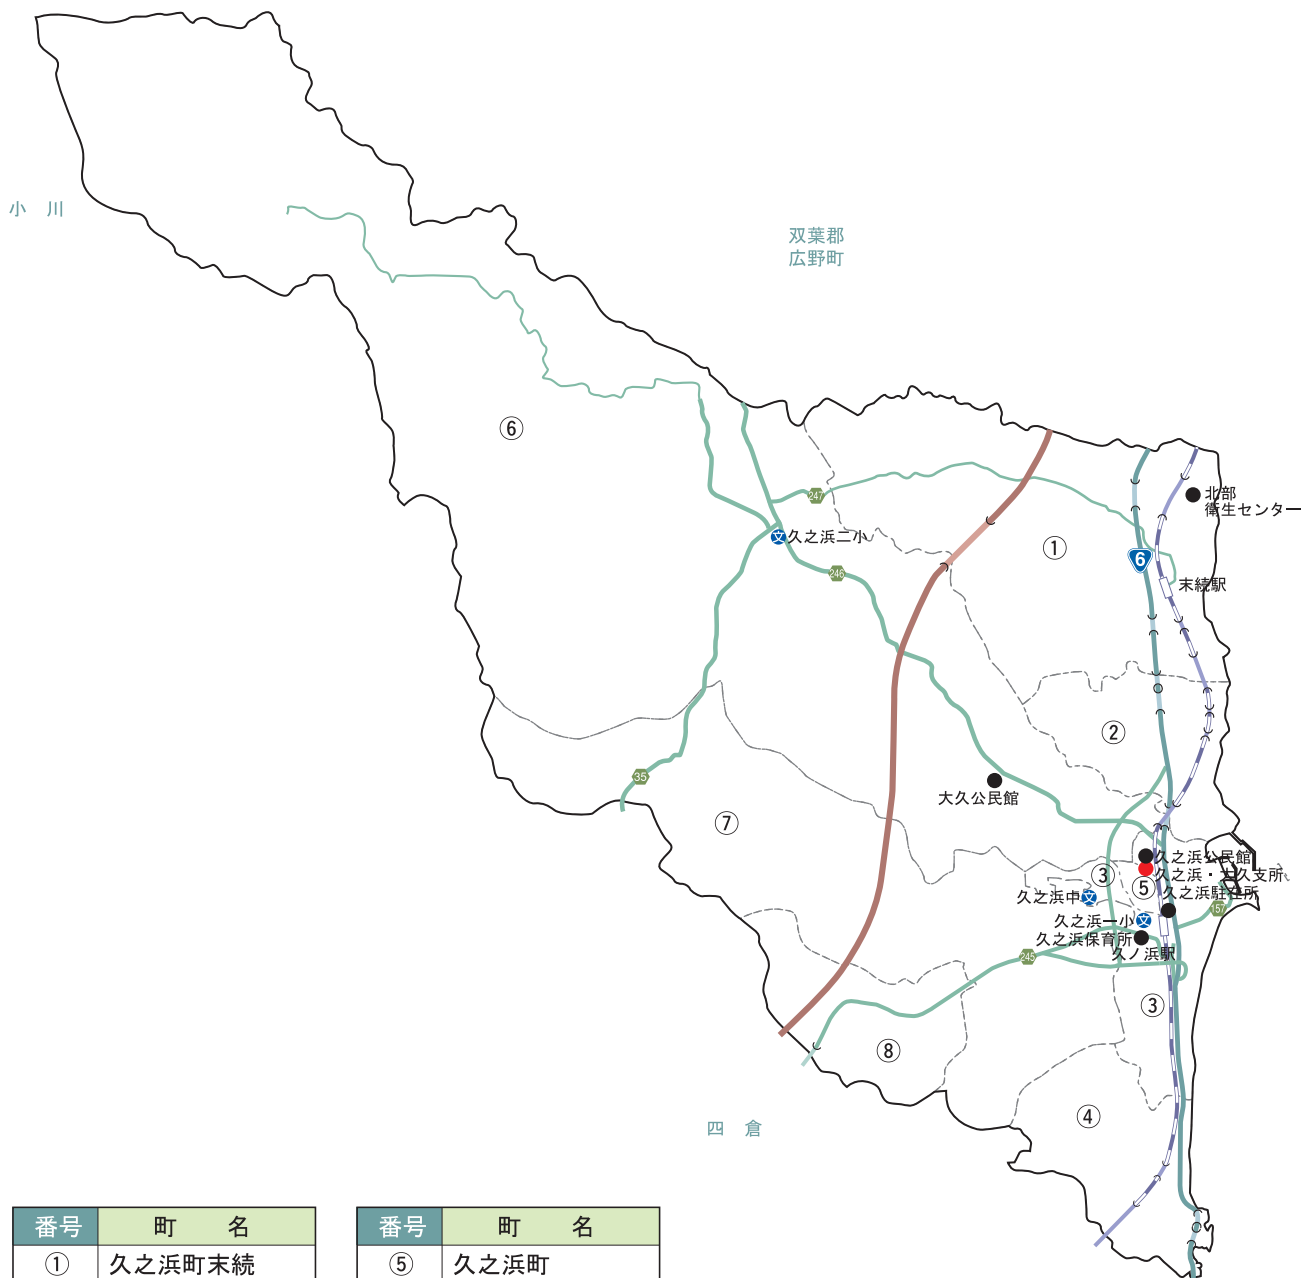 小 川
双葉郡
広野町
⑥
247
久之浜二小
246
①
6
北部
衛生センター
末続駅
②
35
⑦
大久公民館
久之浜公民館
久之浜・大久支所
③
⑤
久之浜駐在所
久之浜中
久之浜一小
157
久之浜保育所
久ノ浜駅
245
③
⑧
④
四 倉
番号 町 名
① 久之浜町末続
番号 町 名
⑤ 久之浜町